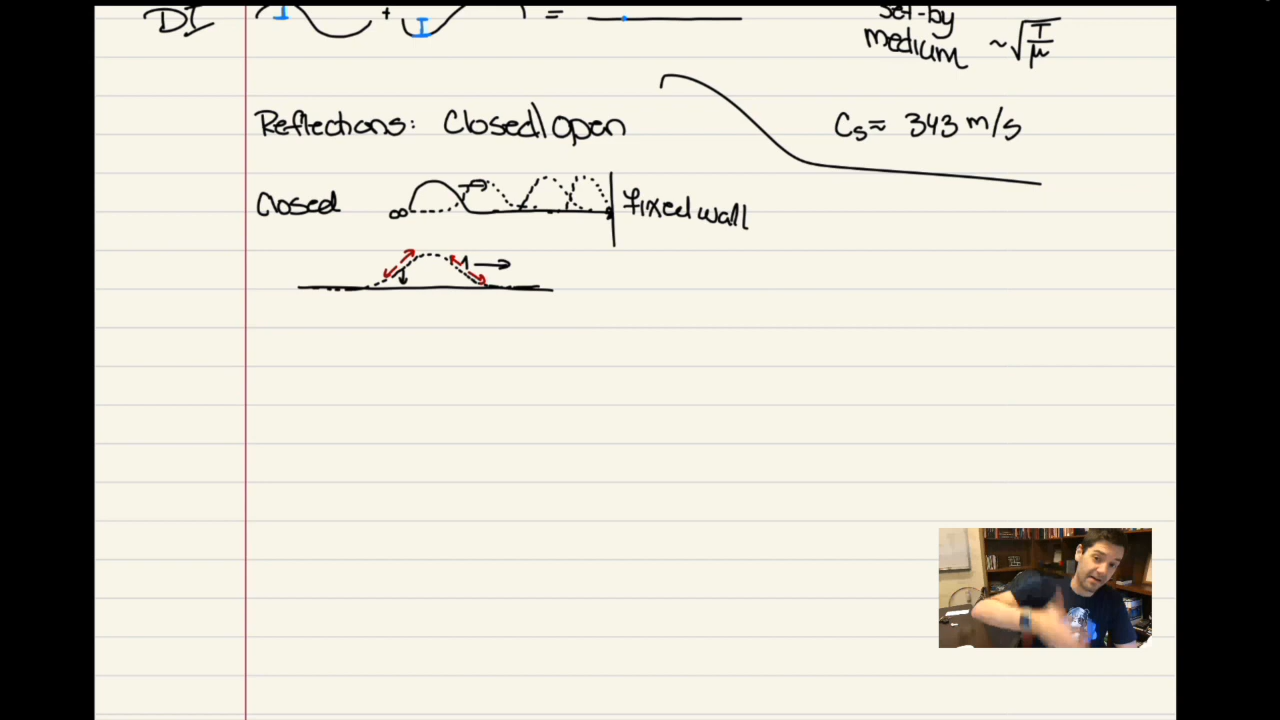 DI + =
set by
medium ~√T/μ
Reflections: Closed\open
Cs≈ 343 m/s
Closed ∞ fixed wall